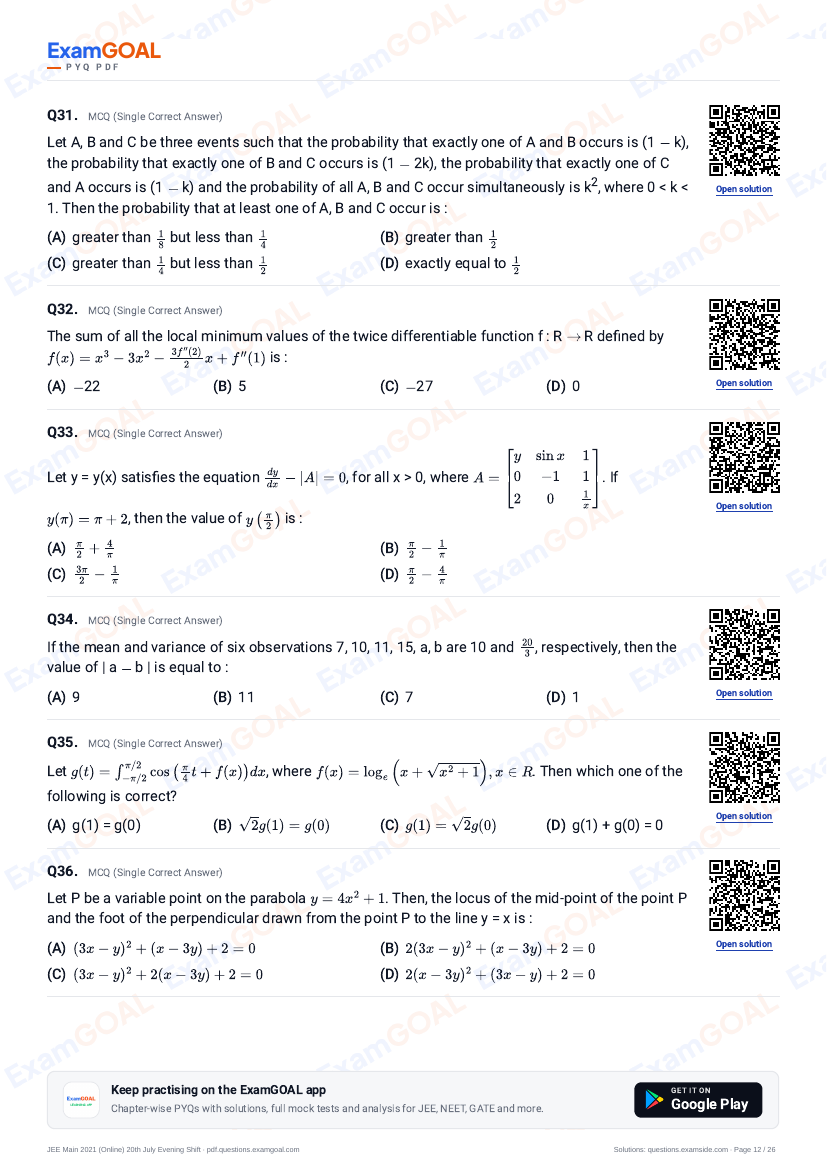 ExamGOAL
PYQ PDF
Q31. MCQ (Single Correct Answer)
Let A, B and C be three events such that the probability that exactly one of A and B occurs is (1 − k),
the probability that exactly one of B and C occurs is (1 − 2k), the probability that exactly one of C
and A occurs is (1 − k) and the probability of all A, B and C occur simultaneously is k², where 0 < k <
1. Then the probability that at least one of A, B and C occur is :
(A) greater than 1/8 but less than 1/4 (B) greater than 1/2
(C) greater than 1/4 but less than 1/2 (D) exactly equal to 1/2
Open solution
Q32. MCQ (Single Correct Answer)
The sum of all the local minimum values of the twice differentiable function f : R → R defined by
f(x) = x³ − 3x² − 3f″(2)/2 x + f″(1) is :
(A) −22 (B) 5 (C) −27 (D) 0
Open solution
Q33. MCQ (Single Correct Answer)
Let y = y(x) satisfies the equation dy/dx − |A| = 0, for all x > 0, where A = [y sin x 1; 0 −1 1; 2 0 1/x]. If
y(π) = π + 2, then the value of y(π/2) is :
(A) π/2 + 4/π (B) π/2 − 1/π
(C) 3π/2 − 1/π (D) π/2 − 4/π
Open solution
Q34. MCQ (Single Correct Answer)
If the mean and variance of six observations 7, 10, 11, 15, a, b are 10 and 20/3, respectively, then the
value of | a − b | is equal to :
(A) 9 (B) 11 (C) 7 (D) 1
Open solution
Q35. MCQ (Single Correct Answer)
Let g(t) = ∫_{−π/2}^{π/2} cos(π/4 t + f(x))dx, where f(x) = logₑ(x + √(x² + 1)), x ∈ R. Then which one of the
following is correct?
(A) g(1) = g(0) (B) √2g(1) = g(0) (C) g(1) = √2g(0) (D) g(1) + g(0) = 0
Open solution
Q36. MCQ (Single Correct Answer)
Let P be a variable point on the parabola y = 4x² + 1. Then, the locus of the mid-point of the point P
and the foot of the perpendicular drawn from the point P to the line y = x is :
(A) (3x − y)² + (x − 3y) + 2 = 0 (B) 2(3x − y)² + (x − 3y) + 2 = 0
(C) (3x − y)² + 2(x − 3y) + 2 = 0 (D) 2(x − 3y)² + (3x − y) + 2 = 0
Open solution
ExamGOAL
Keep practising on the ExamGOAL app
Chapter-wise PYQs with solutions, full mock tests and analysis for JEE, NEET, GATE and more.
GET IT ON
Google Play
JEE Main 2021 (Online) 20th July Evening Shift · pdf.questions.examgoal.com
Solutions: questions.examside.com · Page 12 / 26